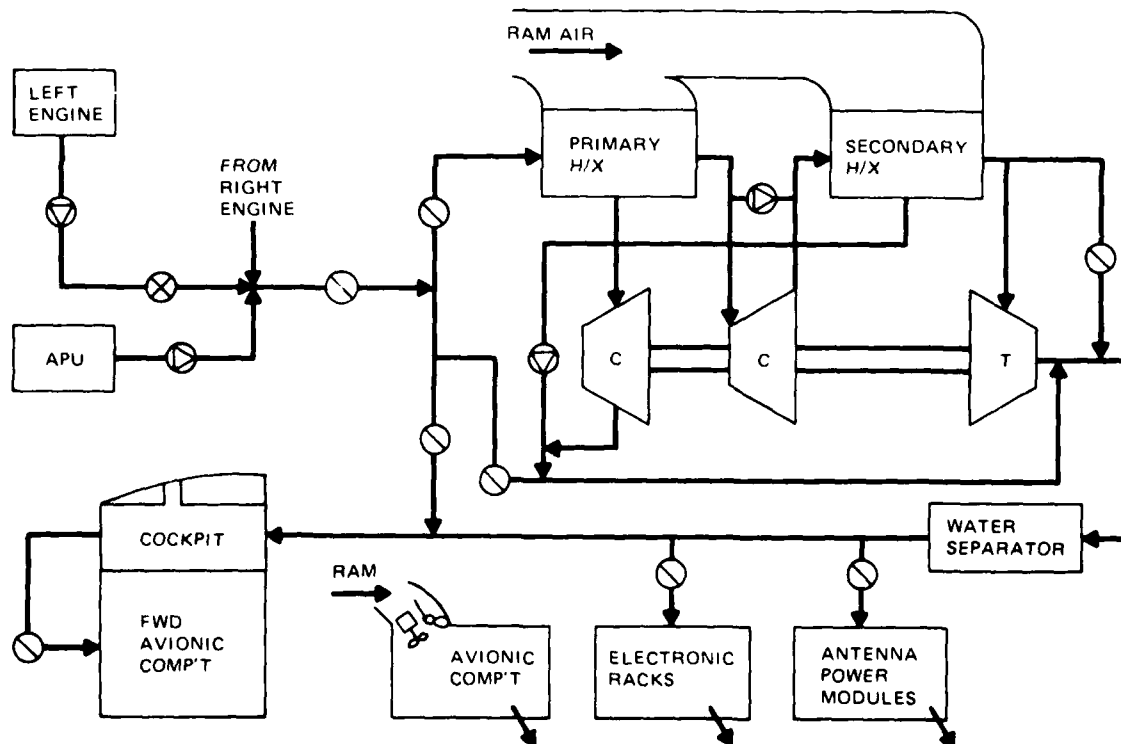 RAM AIR
LEFT
ENGINE
PRIMARY
H/X
SECONDARY
H/X
FROM
RIGHT
ENGINE
APU
C
C
T
COCKPIT
WATER
SEPARATOR
RAM
FWD
AVIONIC
COMP'T
AVIONIC
COMP'T
ELECTRONIC
RACKS
ANTENNA
POWER
MODULES